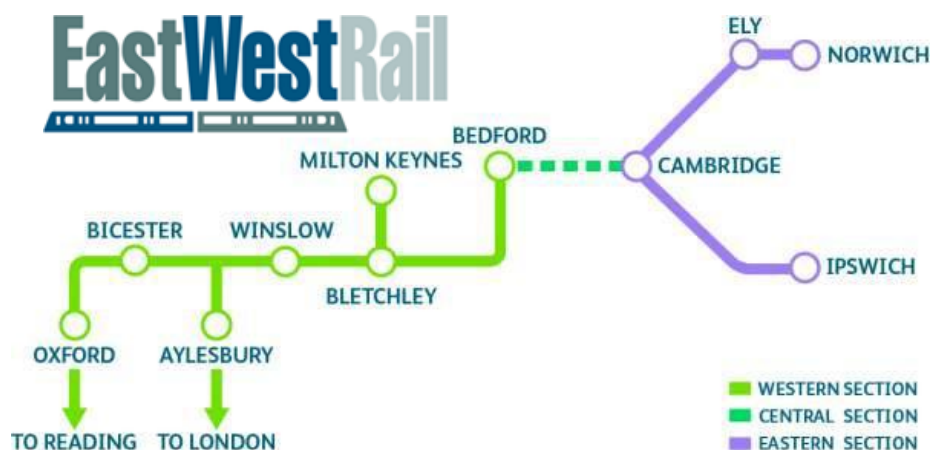 EastWestRail
ELY
NORWICH
BEDFORD
MILTON KEYNES
CAMBRIDGE
BICESTER
WINSLOW
IPSWICH
BLETCHLEY
OXFORD
AYLESBURY
WESTERN SECTION
CENTRAL SECTION
EASTERN SECTION
TO READING
TO LONDON